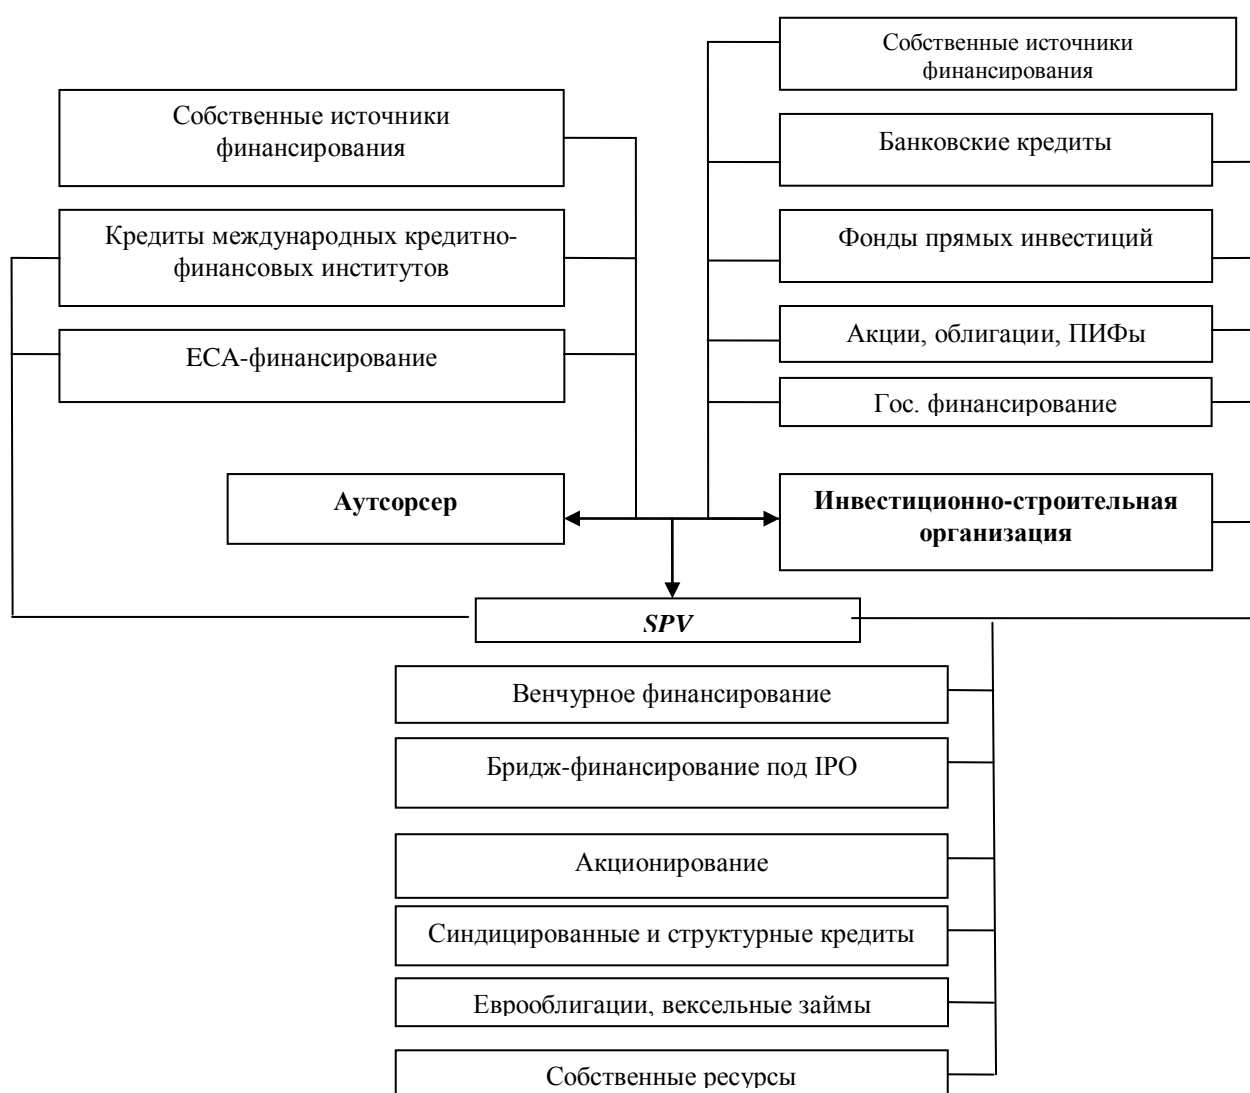 Собственные источники
финансирования
Собственные источники
финансирования
Банковские кредиты
Кредиты международных кредитно-
финансовых институтов
Фонды прямых инвестиций
Акции, облигации, ПИФы
ЕСА-финансирование
Гос. финансирование
Аутсорсер
Инвестиционно-строительная
организация
SPV
Венчурное финансирование
Бридж-финансирование под IPO
Акционирование
Синдицированные и структурные кредиты
Еврооблигации, вексельные займы
Собственные ресурсы